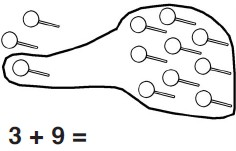 3 + 9 =